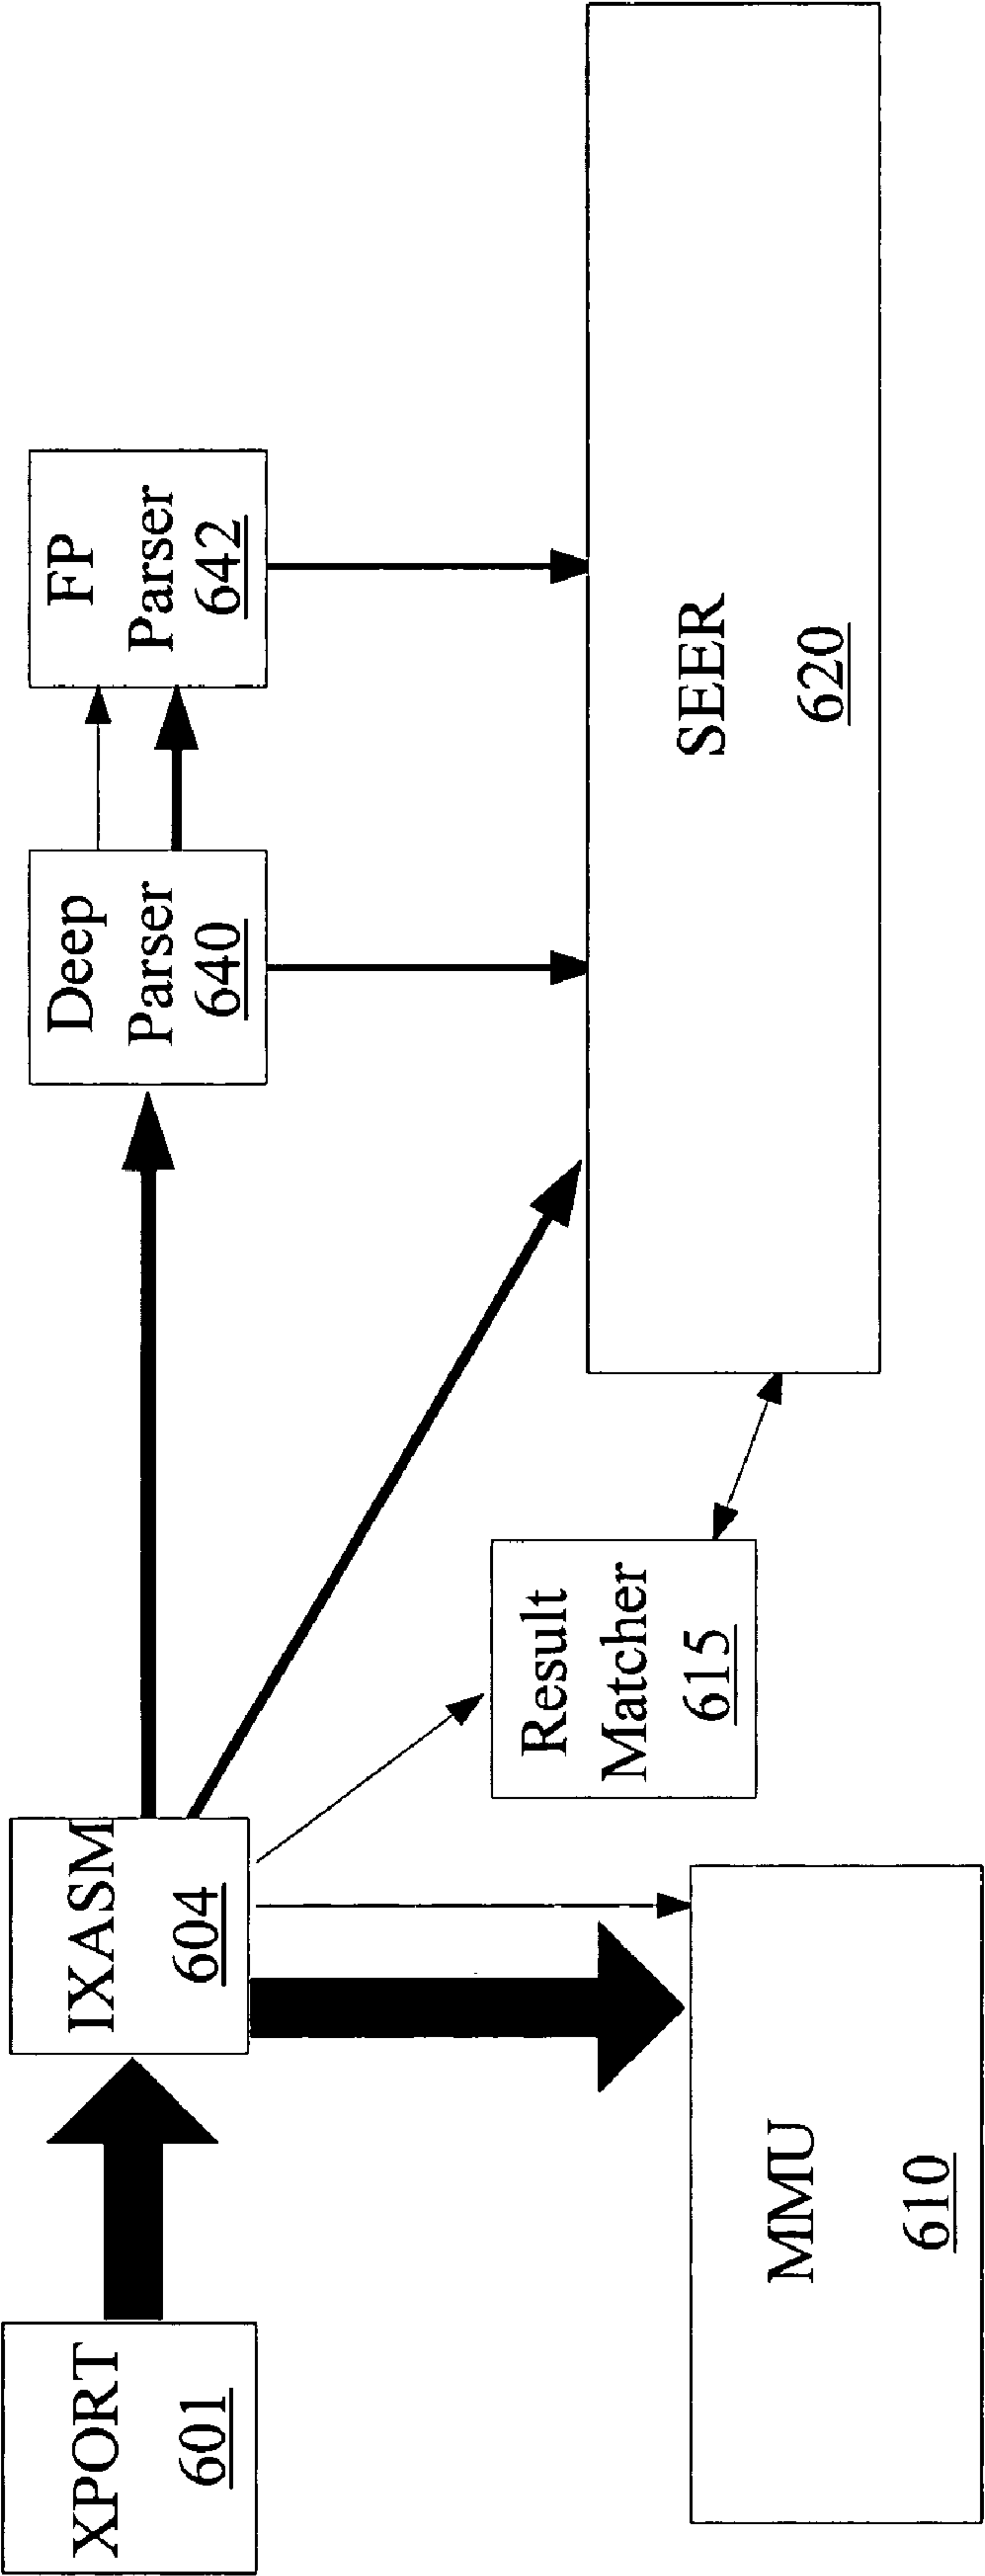 XPORT
601
IXASM
604
Deep
Parser
640
FP
Parser
642
Result
Matcher
615
SEER
620
MMU
610